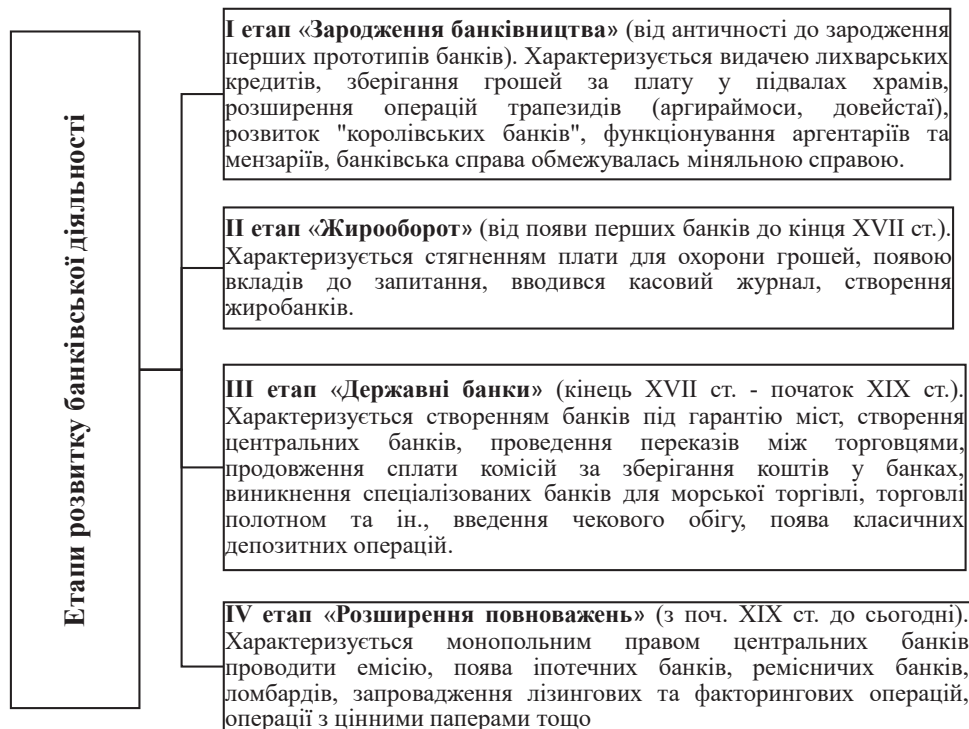 Етапи розвитку банківської діяльності
I етап «Зародження банківництва» (від античності до зародження
перших прототипів банків). Характеризується видачею лихварських
кредитів, зберігання грошей за плату у підвалах храмів,
розширення операцій трапезидів (аргираймоси, довейстаї),
розвиток "королівських банків", функціонування аргентаріїв та
мензаріїв, банківська справа обмежувалась міняльною справою.
II етап «Жирооборот» (від появи перших банків до кінця XVII ст.).
Характеризується стягненням плати для охорони грошей, появою
вкладів до запитання, вводився касовий журнал, створення
жиробанків.
III етап «Державні банки» (кінець XVII ст. - початок XIX ст.).
Характеризується створенням банків під гарантію міст, створення
центральних банків, проведення переказів між торговцями,
продовження сплати комісій за зберігання коштів у банках,
виникнення спеціалізованих банків для морської торгівлі, торговлі
полотном та ін., введення чекового обігу, поява класичних
депозитних операцій.
IV етап «Розширення повноважень» (з поч. XIX ст. до сьогодні).
Характеризується монопольним правом центральних банків
проводити емісію, поява іпотечних банків, ремісничих банків,
ломбардів, запровадження лізингових та факторингових операцій,
операції з цінними паперами тощо